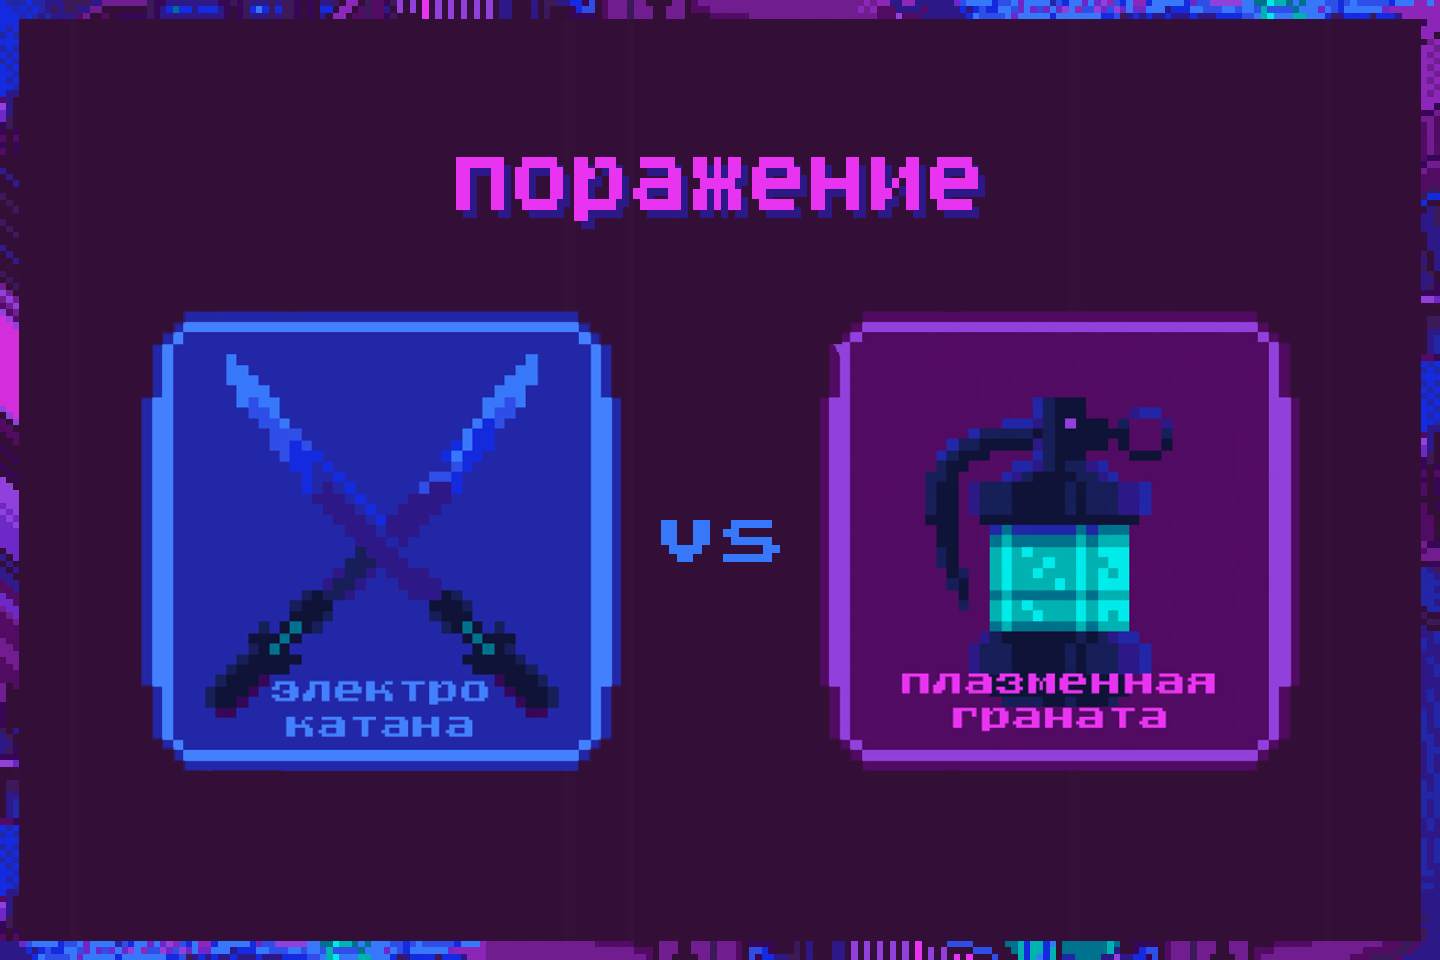 поражение
электро
катана
vs
плазменная
граната